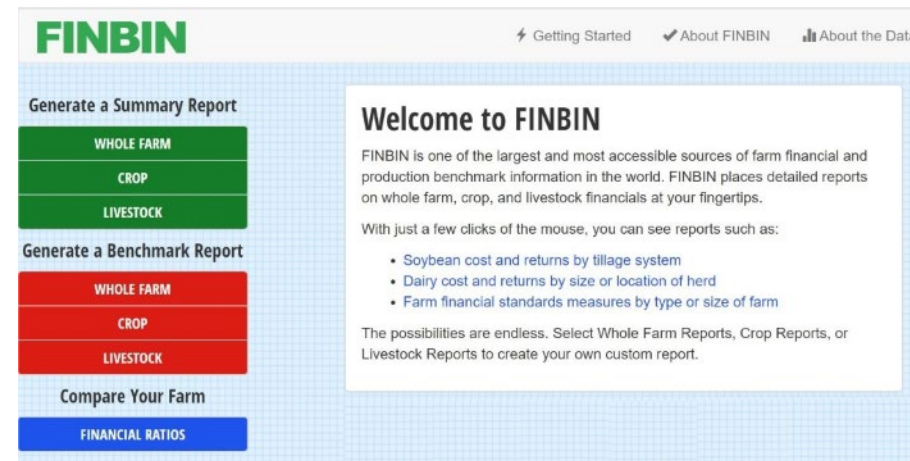 FINBIN
Getting Started
About FINBIN
About the Data
Generate a Summary Report
WHOLE FARM
CROP
LIVESTOCK
Generate a Benchmark Report
WHOLE FARM
CROP
LIVESTOCK
Compare Your Farm
FINANCIAL RATIOS
Welcome to FINBIN
FINBIN is one of the largest and most accessible sources of farm financial and
production benchmark information in the world. FINBIN places detailed reports
on whole farm, crop, and livestock financials at your fingertips.
With just a few clicks of the mouse, you can see reports such as:
• Soybean cost and returns by tillage system
• Dairy cost and returns by size or location of herd
• Farm financial standards measures by type or size of farm
The possibilities are endless. Select Whole Farm Reports, Crop Reports, or
Livestock Reports to create your own custom report.